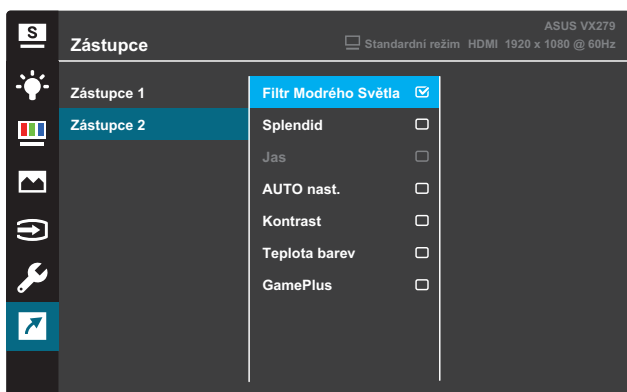 S
ASUS VX279
Zástupce
Standardní režim HDMI 1920 x 1080 @ 60Hz
Zástupce 1
Zástupce 2
Filtr Modrého Světla
Splendid
Jas
AUTO nast.
Kontrast
Teplota barev
GamePlus